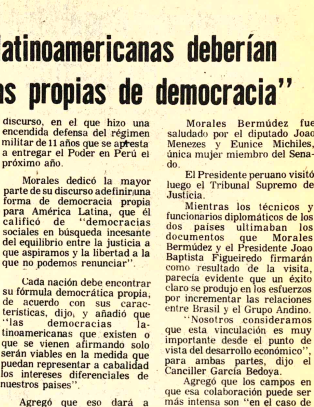 latinoamericanas deberían
as propias de democracia"
discurso, en el que hizo una
encendida defensa del régimen
militar de 11 años que se apresta
a entregar el Poder en Perú el
próximo año.
Morales dedicó la mayor
parte de su discurso a definir una
forma de democracia propia
para América Latina, que él
calificó de "democracias
sociales en búsqueda incesante
del equilibrio entre la justicia a
que aspiramos y la libertad a la
que no podemos renunciar".
Cada nación debe encontrar
su fórmula democrática propia,
de acuerdo con sus carac-
terísticas, dijo, y añadió que
"las democracias la-
tinoamericanas que existen o
que se vienen afirmando solo
serán viables en la medida que
puedan representar a cabalidad
los intereses diferenciales de
nuestros países".
Agregó que eso dará a
Morales Bermúdez fue
saludado por el diputado Joao
Menezes y Eunice Michiles,
única mujer miembro del Sena-
do.
El Presidente peruano visitó
luego el Tribunal Supremo de
Justicia.
Mientras los técnicos y
funcionarios diplomáticos de los
dos países ultimaban los
documentos que Morales
Bermúdez y el Presidente Joao
Baptista Figueiredo firmarán
como resultado de la visita,
parecía evidente que un éxito
claro se produjo en los esfuerzos
por incrementar las relaciones
entre Brasil y el Grupo Andino.
"Nosotros consideramos
que esta vinculación es muy
importante desde el punto de
vista del desarrollo económico",
para ambas partes, dijo el
Canciller García Bedoya.
Agregó que los campos en
que esa colaboración puede ser
más intensa son "en el caso de